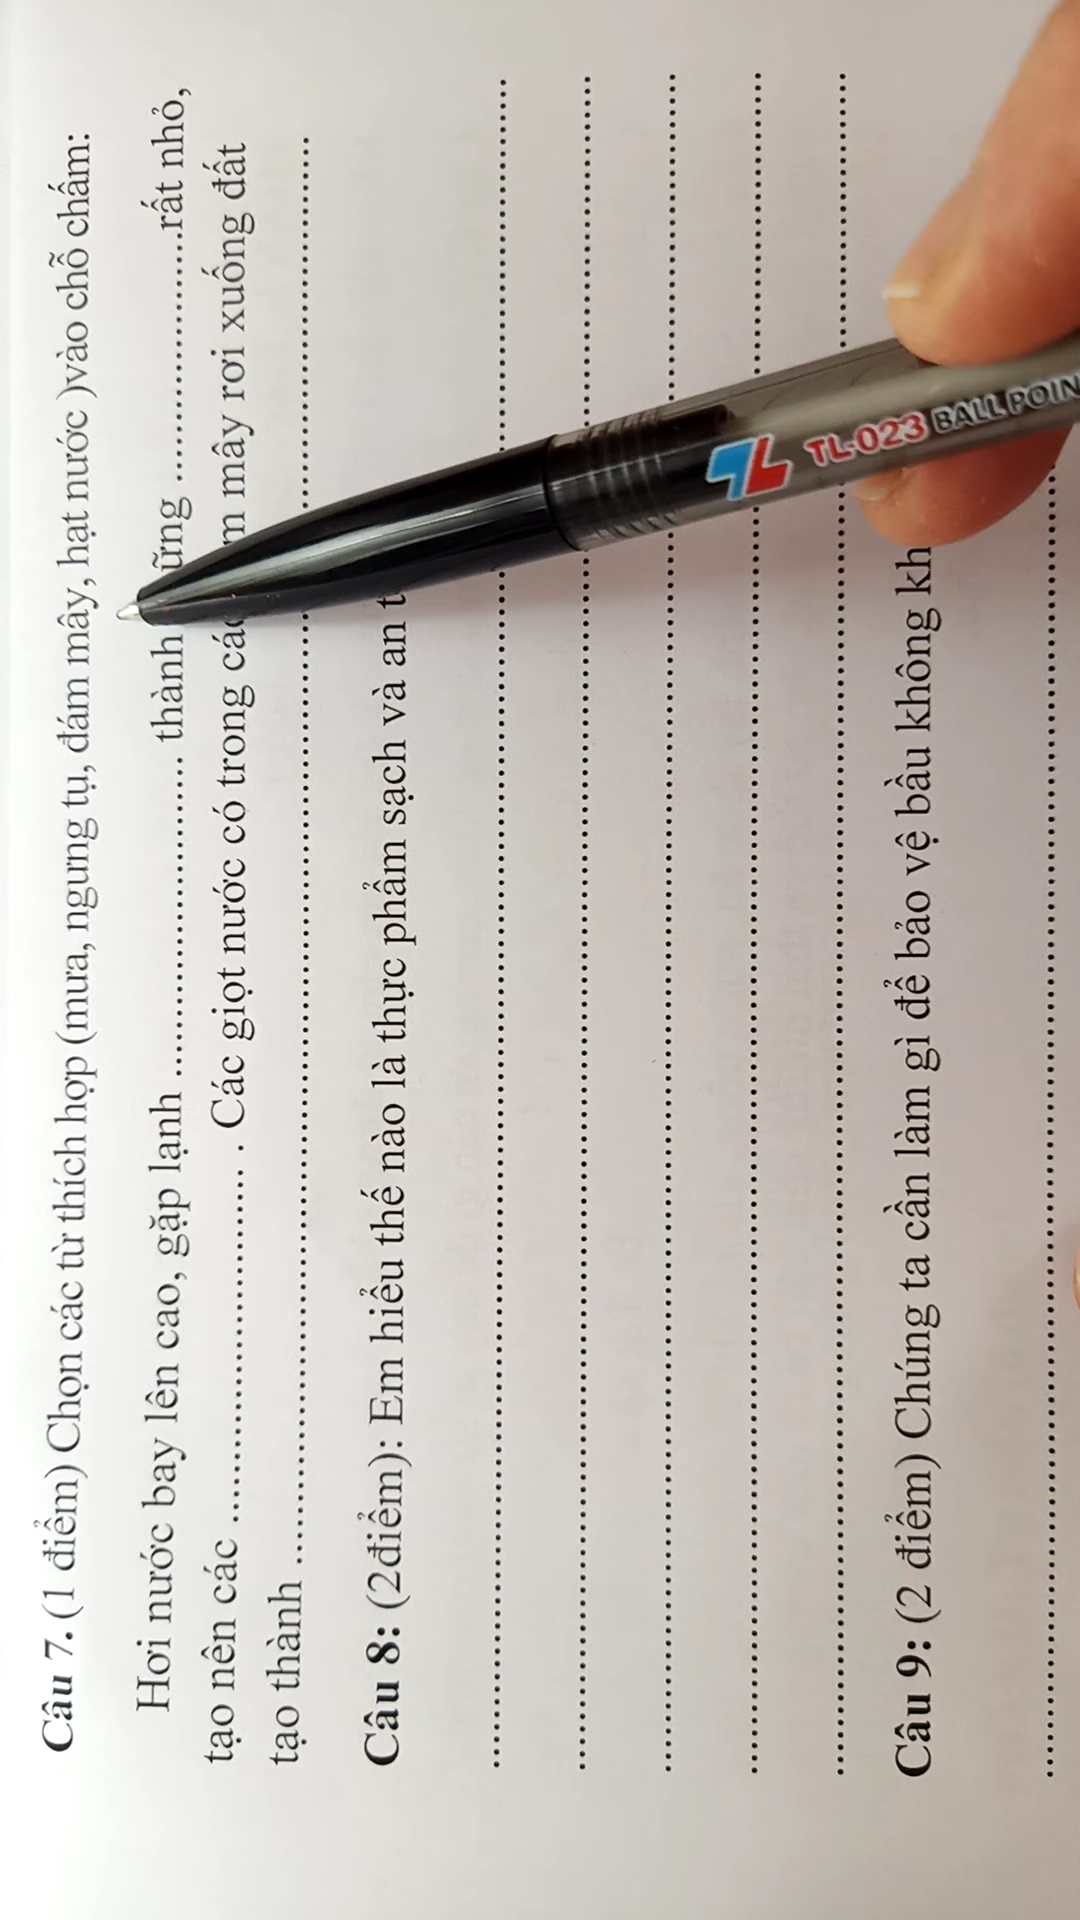 Câu 7. (1 điểm) Chọn các từ thích hợp (mưa, ngưng tụ, đám mây, hạt nước )vào chỗ chấm:
Hơi nước bay lên cao, gặp lạnh .............................. thành ững ........................rất nhỏ,
tạo nên các .................................. . Các giọt nước có trong các mây rơi xuống đất
tạo thành ..............................................................................................................
Câu 8: (2điểm): Em hiểu thế nào là thực phẩm sạch và an
Câu 9: (2 điểm) Chúng ta cần làm gì để bảo vệ bầu không
TL-023 BALL POIN